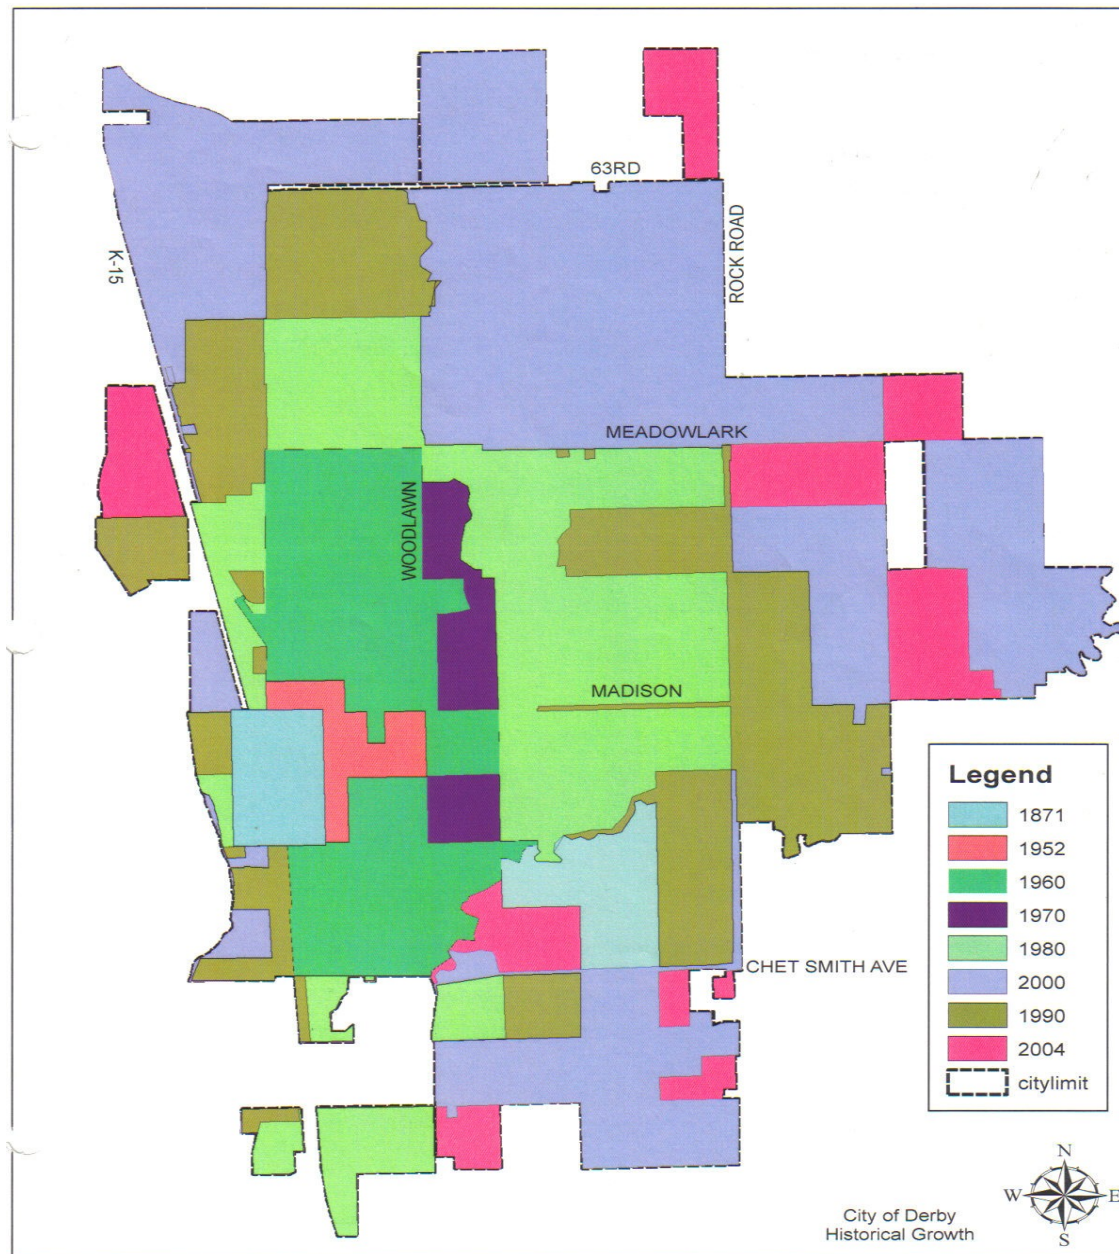 63RD
K-15
ROCK ROAD
MEADOWLARK
WOODLAWN
MADISON
CHET SMITH AVE
Legend
1871
1952
1960
1970
1980
2000
1990
2004
citylimit
N
W
E
S
City of Derby
Historical Growth